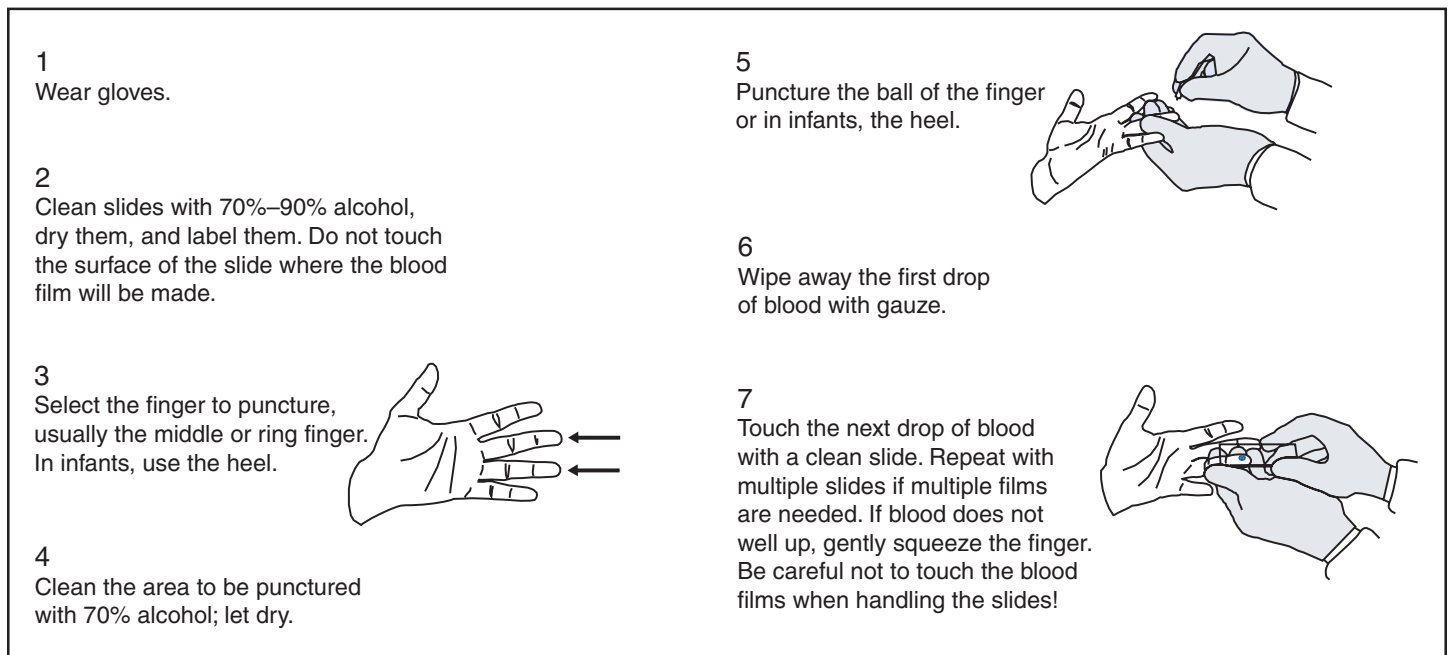 1
Wear gloves.
2
Clean slides with 70%–90% alcohol,
dry them, and label them. Do not touch
the surface of the slide where the blood
film will be made.
3
Select the finger to puncture,
usually the middle or ring finger.
In infants, use the heel.
4
Clean the area to be punctured
with 70% alcohol; let dry.
5
Puncture the ball of the finger
or in infants, the heel.
6
Wipe away the first drop
of blood with gauze.
7
Touch the next drop of blood
with a clean slide. Repeat with
multiple slides if multiple films
are needed. If blood does not
well up, gently squeeze the finger.
Be careful not to touch the blood
films when handling the slides!